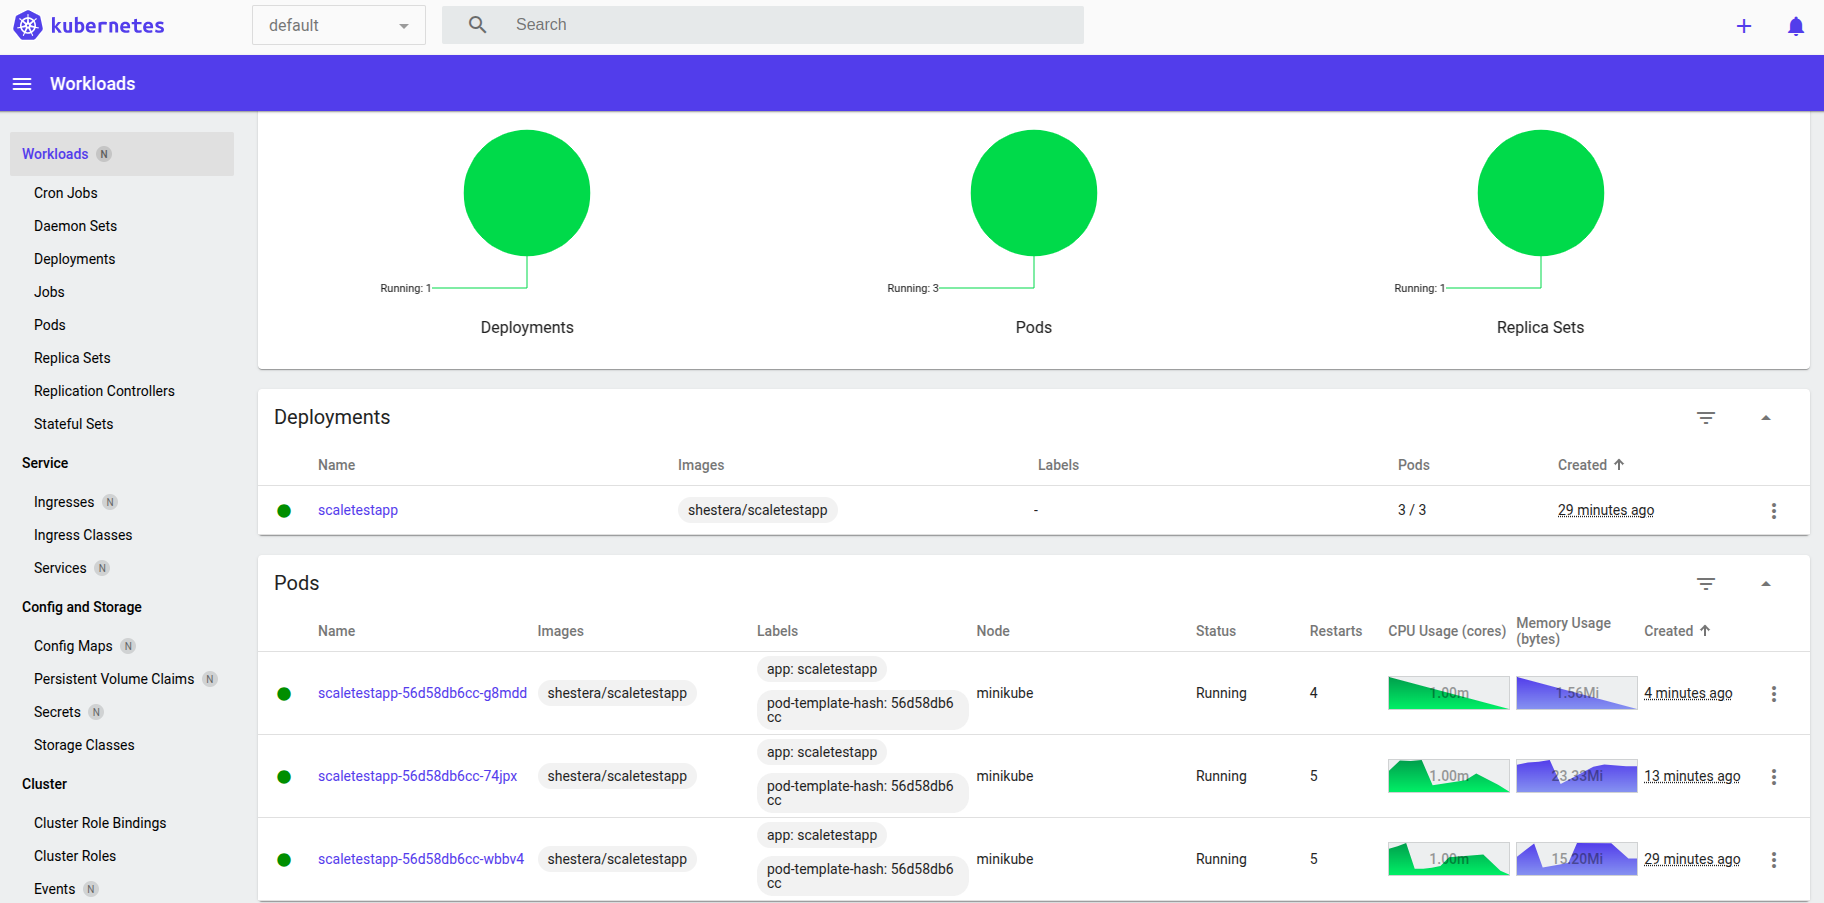 kubernetes
default
Search
Workloads
Workloads N
Cron Jobs
Daemon Sets
Deployments
Jobs
Pods
Replica Sets
Replication Controllers
Stateful Sets
Service
Ingresses N
Ingress Classes
Services N
Config and Storage
Config Maps N
Persistent Volume Claims N
Secrets N
Storage Classes
Cluster
Cluster Role Bindings
Cluster Roles
Events N
Running: 1
Deployments
Running: 3
Pods
Running: 1
Replica Sets
Deployments
Name Images Labels Pods Created
scaletestapp shestera/scaletestapp - 3 / 3 29 minutes ago
Pods
Name Images Labels Node Status Restarts CPU Usage (cores) Memory Usage (bytes) Created
scaletestapp-56d58db6cc-g8mdd shestera/scaletestapp
app: scaletestapp
pod-template-hash: 56d58db6
cc
minikube Running 4 1.00m 1.56Mi 4 minutes ago
scaletestapp-56d58db6cc-74jpx shestera/scaletestapp
app: scaletestapp
pod-template-hash: 56d58db6
cc
minikube Running 5 1.00m 23.33Mi 13 minutes ago
scaletestapp-56d58db6cc-wbbv4 shestera/scaletestapp
app: scaletestapp
pod-template-hash: 56d58db6
cc
minikube Running 5 1.00m 15.20Mi 29 minutes ago